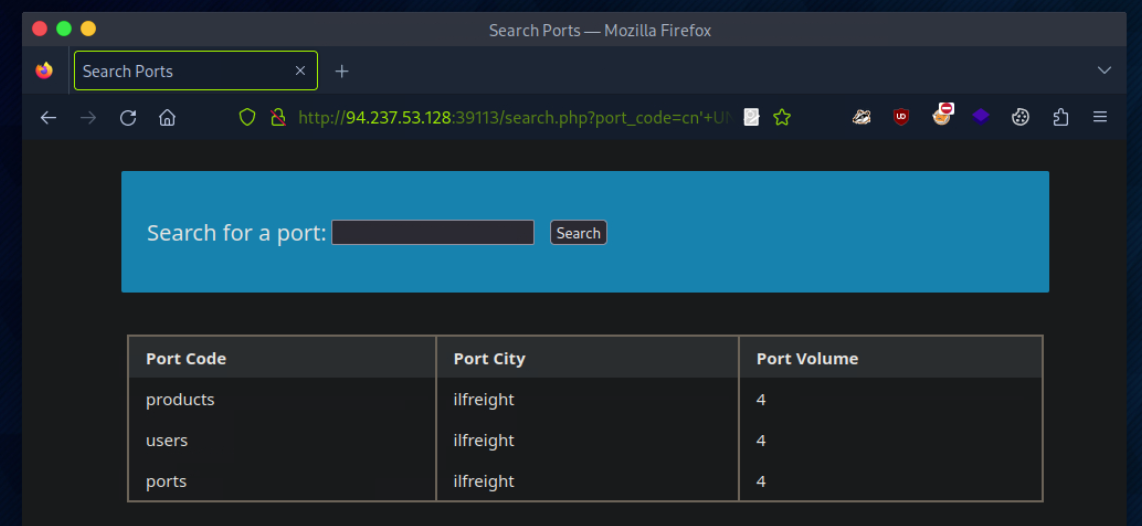 Search Ports — Mozilla Firefox
Search Ports
http://94.237.53.128:39113/search.php?port_code=cn'+UN
Search for a port: Search
Port Code Port City Port Volume
products ilfreight 4
users ilfreight 4
ports ilfreight 4